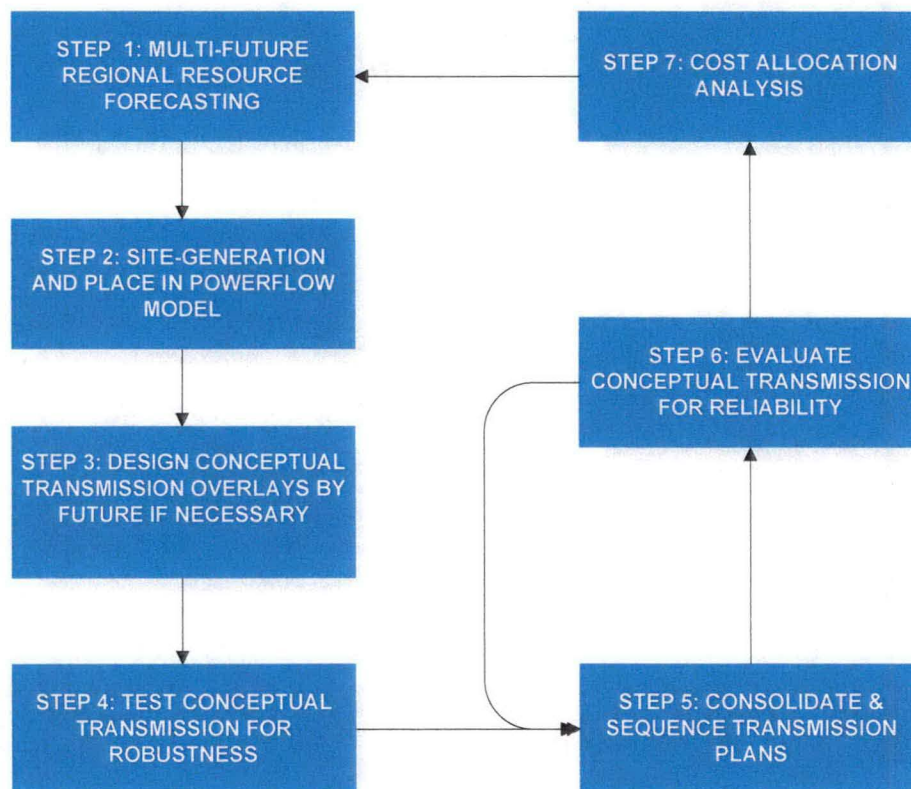 STEP 1: MULTI-FUTURE
REGIONAL RESOURCE
FORECASTING
STEP 2: SITE-GENERATION
AND PLACE IN POWERFLOW
MODEL
STEP 3: DESIGN CONCEPTUAL
TRANSMISSION OVERLAYS BY
FUTURE IF NECESSARY
STEP 4: TEST CONCEPTUAL
TRANSMISSION FOR
ROBUSTNESS
STEP 5: CONSOLIDATE &
SEQUENCE TRANSMISSION
PLANS
STEP 6: EVALUATE
CONCEPTUAL TRANSMISSION
FOR RELIABILITY
STEP 7: COST ALLOCATION
ANALYSIS